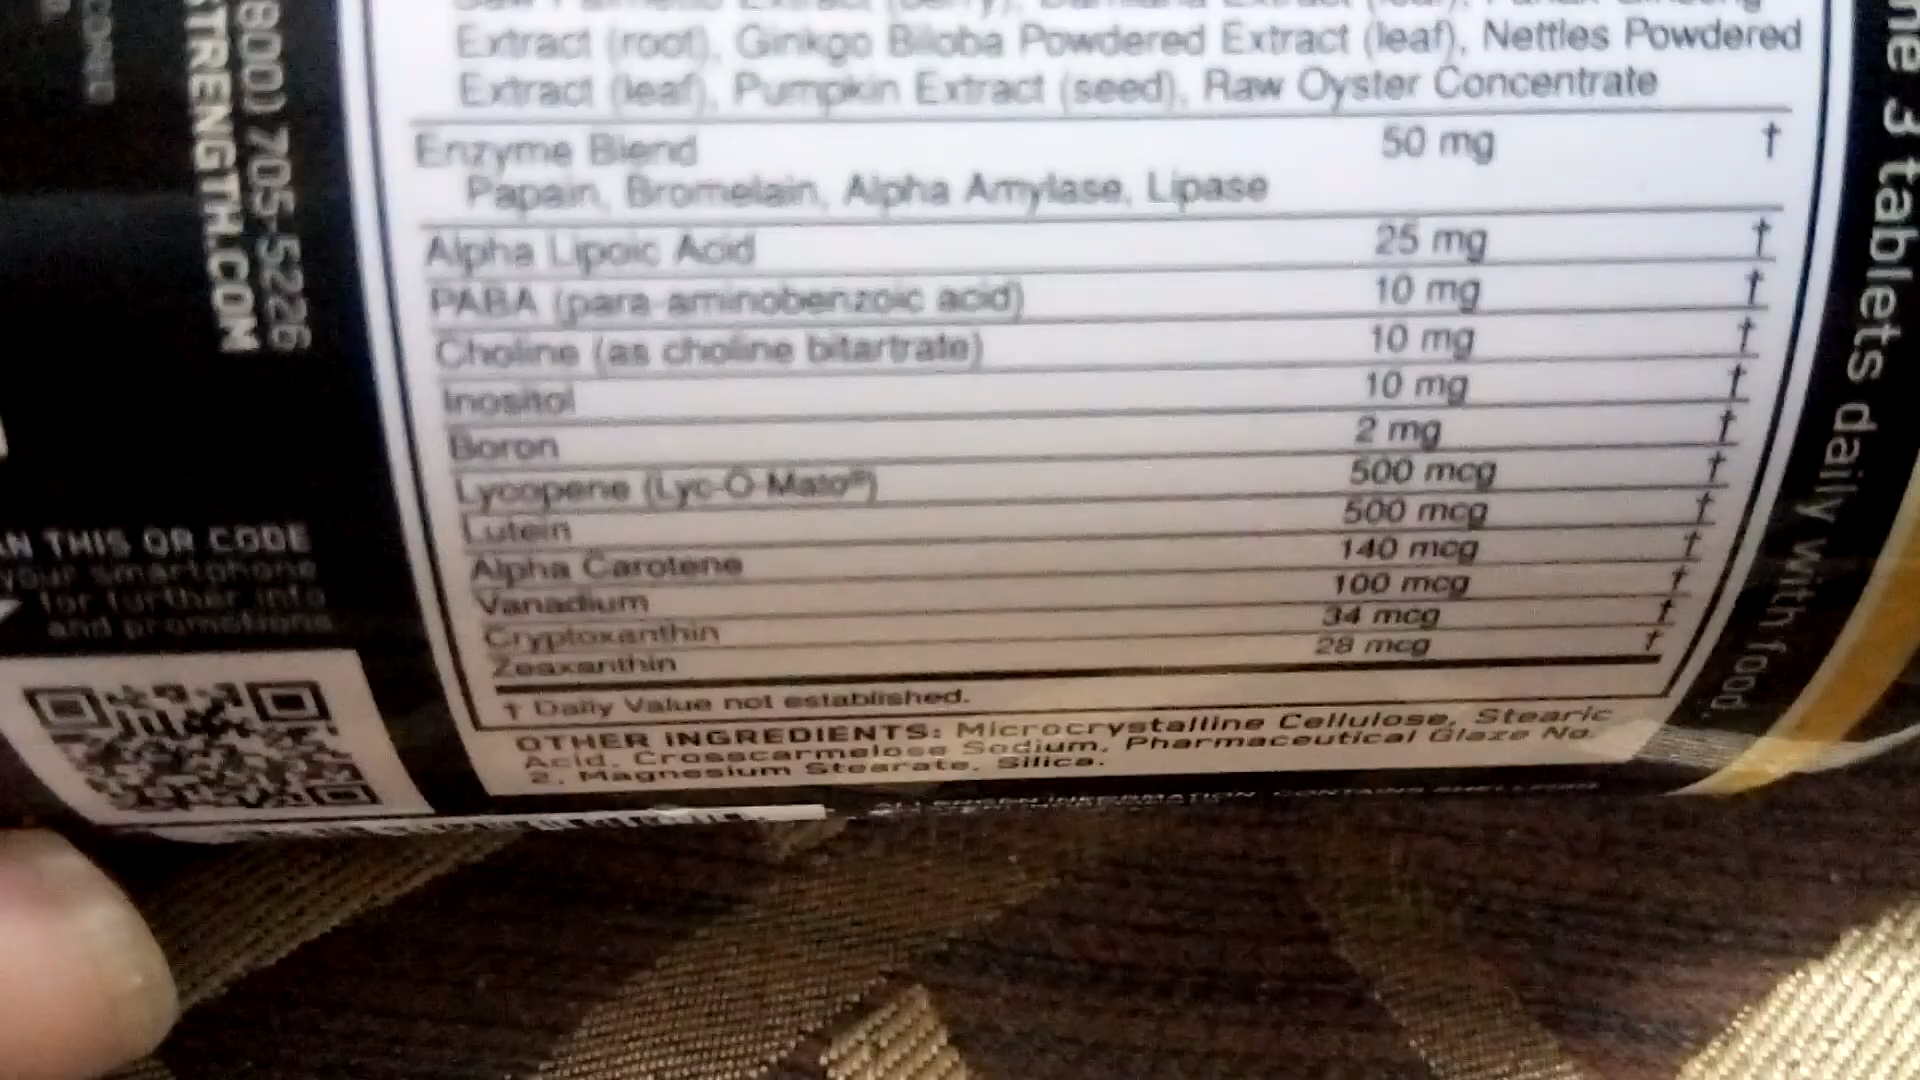 Extract (root), Ginkgo Biloba Powdered Extract (leaf), Nettles Powdered
Extract (leaf), Pumpkin Extract (seed), Raw Oyster Concentrate
Enzyme Blend 50 mg †
Papain, Bromelain, Alpha Amylase, Lipase
Alpha Lipoic Acid 25 mg †
PABA (para-aminobenzoic acid) 10 mg †
Choline (as choline bitartrate) 10 mg †
Inositol 10 mg †
Boron 2 mg †
Lycopene (Lyc-O-Mato®) 500 mcg †
Lutein 500 mcg †
Alpha Carotene 140 mcg †
Vanadium 100 mcg †
Cryptoxanthin 34 mcg †
Zeaxanthin 28 mcg †
† Daily Value not established.
OTHER INGREDIENTS: Microcrystalline Cellulose, Stearic
Acid, Croscarmelose Sodium, Pharmaceutical Glaze No.
2, Magnesium Stearate, Silica.
800) 705-5226
STRENGTH.COM
THIS QR CODE
your smartphone
for further info
and promotions
3 tablets daily with food.